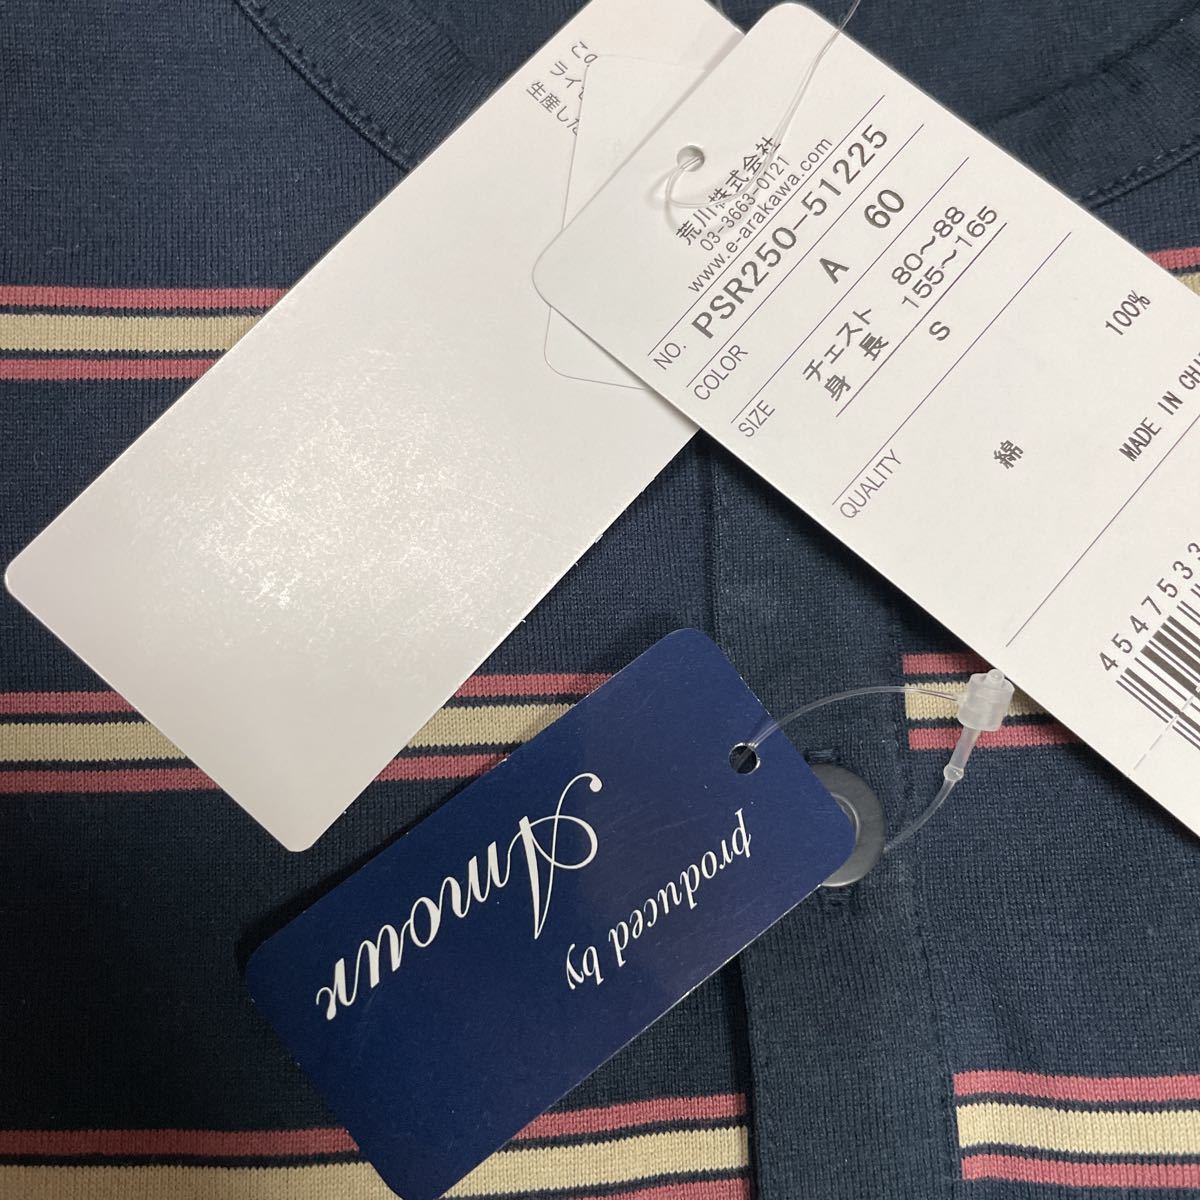 この
ライセ
生産した
荒川株式会社
03-3663-0121
www.e-arakawa.com
NO. PSR250-51225
COLOR A 60
SIZE チェスト 80～88
身長 155～165
S
QUALITY
綿 100%
MADE IN
4547533
produced by
Amour